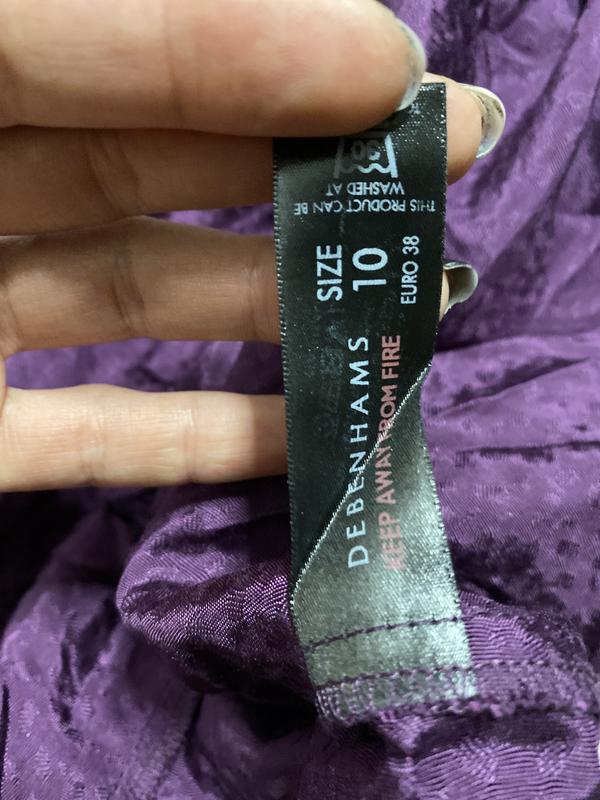 DEBENHAMS
KEEP AWAY FROM FIRE
SIZE
10
EURO 38
THIS PRODUCT CAN BE
WASHED AT
30